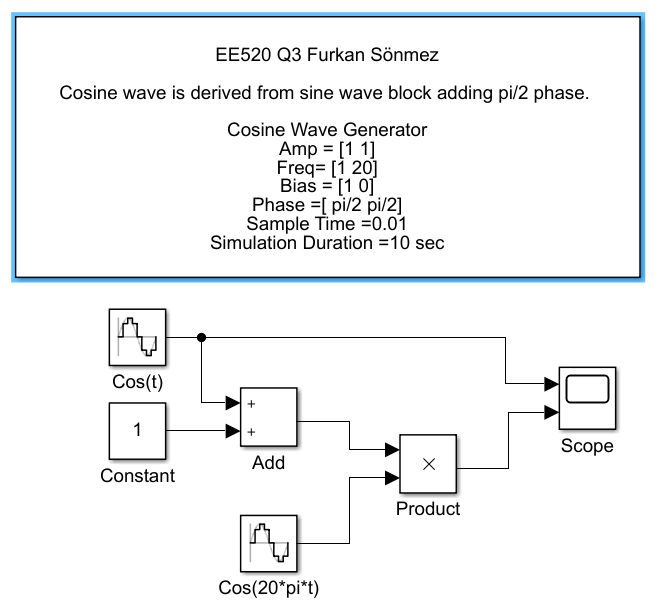 EE520 Q3 Furkan Sönmez
Cosine wave is derived from sine wave block adding pi/2 phase.
Cosine Wave Generator
Amp = [1 1]
Freq= [1 20]
Bias = [1 0]
Phase =[ pi/2 pi/2]
Sample Time =0.01
Simulation Duration =10 sec
Cos(t)
1
Constant
+
+
Add
×
Product
Scope
Cos(20*pi*t)